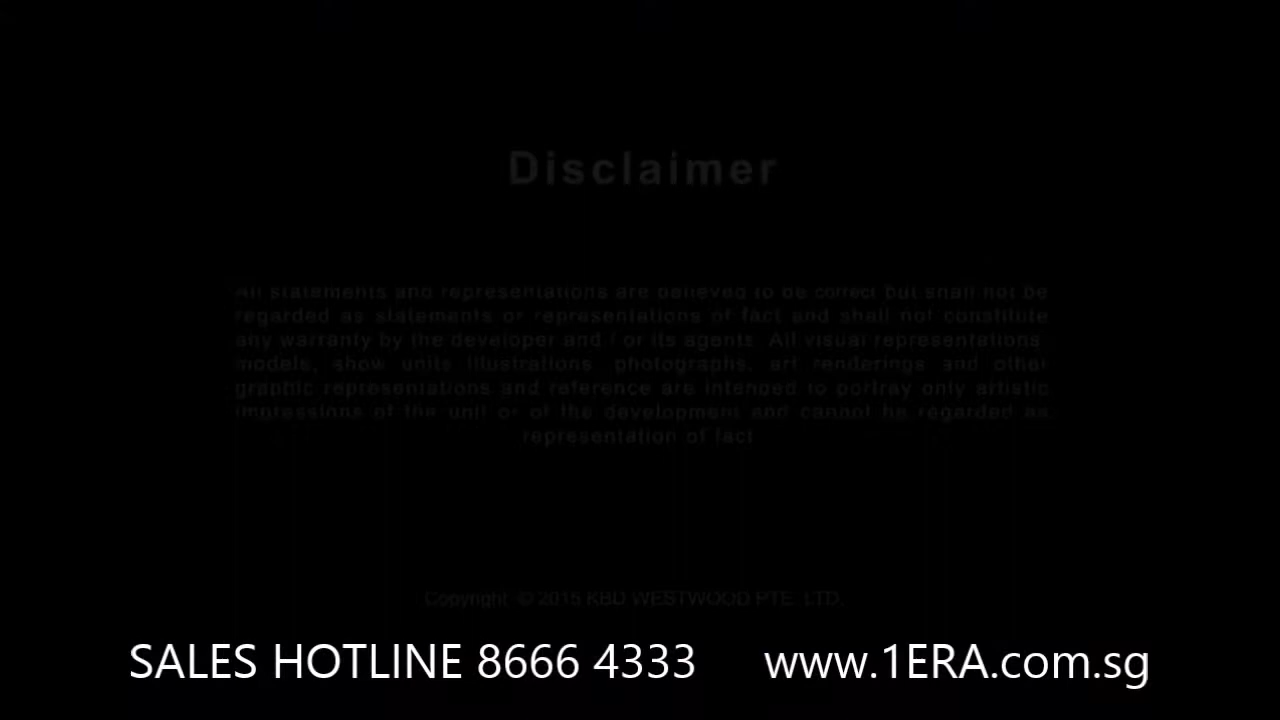 Disclaimer
All statements and representations are believed to be correct but shall not be
regarded as statements or representations of fact and shall not constitute
any warranty by the developer and / or its agents. All visual representations,
models, show units illustrations, photographs, art renderings and other
graphic representations and reference are intended to portray only artistic
impressions of the unit or of the development and cannot be regarded as
representation of fact
Copyright © 2015 KBD WESTWOOD PTE. LTD.
SALES HOTLINE 8666 4333 www.1ERA.com.sg